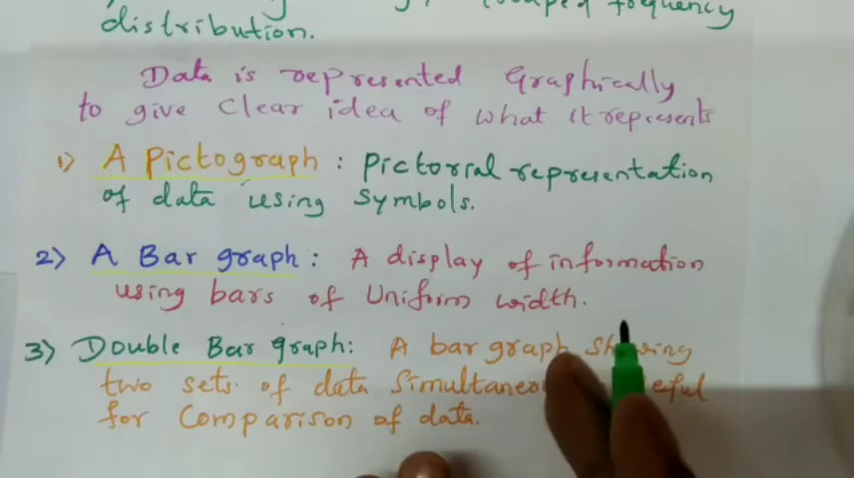 frequency
distribution.
Data is represented Graphically
to give clear idea of what it represents
1) A Pictograph : Pictorial representation
of data using Symbols.
2) A Bar graph : A display of information
using bars of Uniform width.
3) Double Bar graph: A bar graph
two sets of data
for Comparison of data.